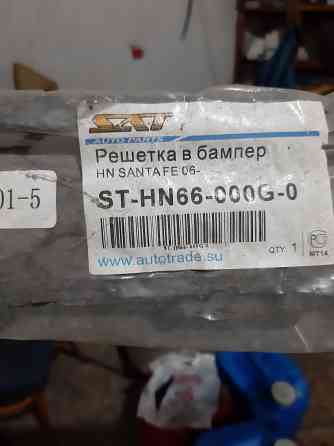 SAT
AUTO PARTS
Решетка в бампер
HN SANTA FE 06-
ST-HN66-000G-0
01-5
QTY: 1
МТ14
www.autotrade.su